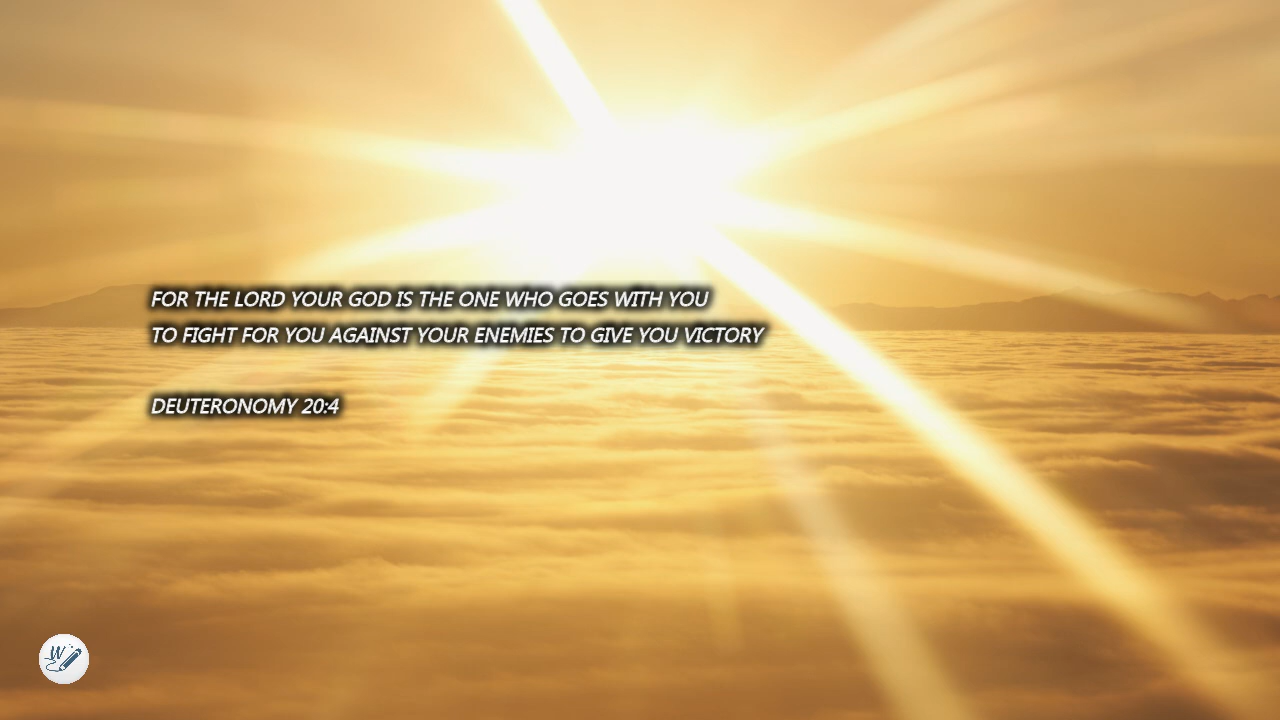 FOR THE LORD YOUR GOD IS THE ONE WHO GOES WITH YOU
TO FIGHT FOR YOU AGAINST YOUR ENEMIES TO GIVE YOU VICTORY
DEUTERONOMY 20:4
W